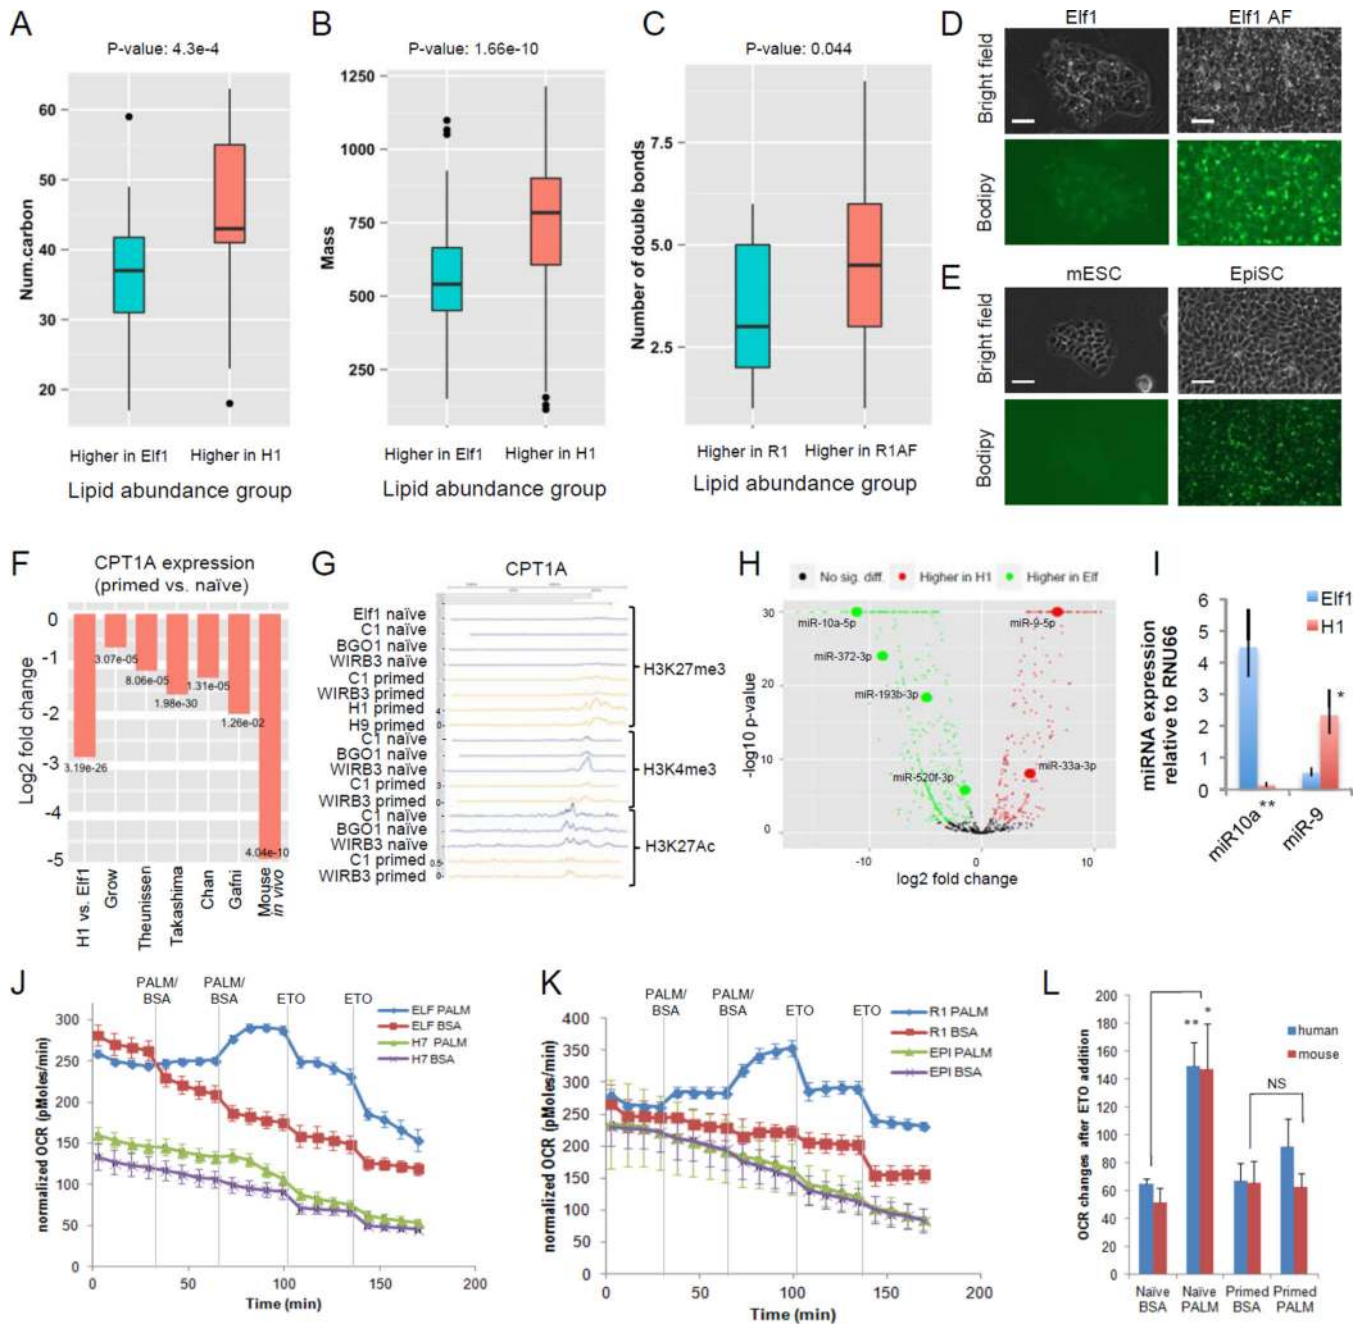 A
P-value: 4.3e-4
Num.carbon
60
50
40
30
20
Higher in Elf1 Higher in H1
Lipid abundance group
B
P-value: 1.66e-10
Mass
1250
1000
750
500
250
Higher in Elf1 Higher in H1
Lipid abundance group
C
P-value: 0.044
Number of double bonds
7.5
5.0
2.5
Higher in R1 Higher in R1AF
Lipid abundance group
D
Elf1 Elf1 AF
Bright field
Bodipy
E
mESC EpiSC
Bright field
Bodipy
F
CPT1A expression
(primed vs. naïve)
Log2 fold change
0
-1
-2
-3
-4
-5
3.19e-26
3.07e-05
8.06e-05
1.98e-30
1.31e-05
1.26e-02
4.04e-10
H1 vs. Elf1
Grow
Theunissen
Takashima
Chan
Gafni
Mouse
in vivo
G
CPT1A
Elf1 naïve
C1 naïve
BGO1 naïve
WIRB3 naïve
C1 primed
WIRB3 primed
H1 primed
H9 primed
H3K27me3
C1 naïve
BGO1 naïve
WIRB3 naïve
C1 primed
WIRB3 primed
H3K4me3
C1 naïve
BGO1 naïve
WIRB3 naïve
C1 primed
WIRB3 primed
H3K27Ac
H
No sig. diff. Higher in H1 Higher in Elf
-log10 p-value
30
20
10
0
miR-10a-5p
miR-372-3p
miR-193b-3p
miR-520f-3p
miR-9-5p
miR-33a-3p
-10 0 10
log2 fold change
I
Elf1
H1
miRNA expression
relative to RNU66
6
5
4
3
2
1
0
**
*
miR10a
miR-9
J
PALM/
BSA
PALM/
BSA
ETO
ETO
ELF PALM
ELF BSA
H7 PALM
H7 BSA
normalized OCR (pMoles/min)
300
250
200
150
100
50
0
0 50 100 150 200
Time (min)
K
PALM/
BSA
PALM/
BSA
ETO
ETO
R1 PALM
R1 BSA
EPI PALM
EPI BSA
normalized OCR (pMoles/min)
400
350
300
250
200
150
100
50
0
0 50 100 150 200
Time (min)
L
OCR changes after ETO addition
200
180
160
140
120
100
80
60
40
20
0
**
*
NS
human
mouse
Naïve
BSA
Naïve
PALM
Primed
BSA
Primed
PALM